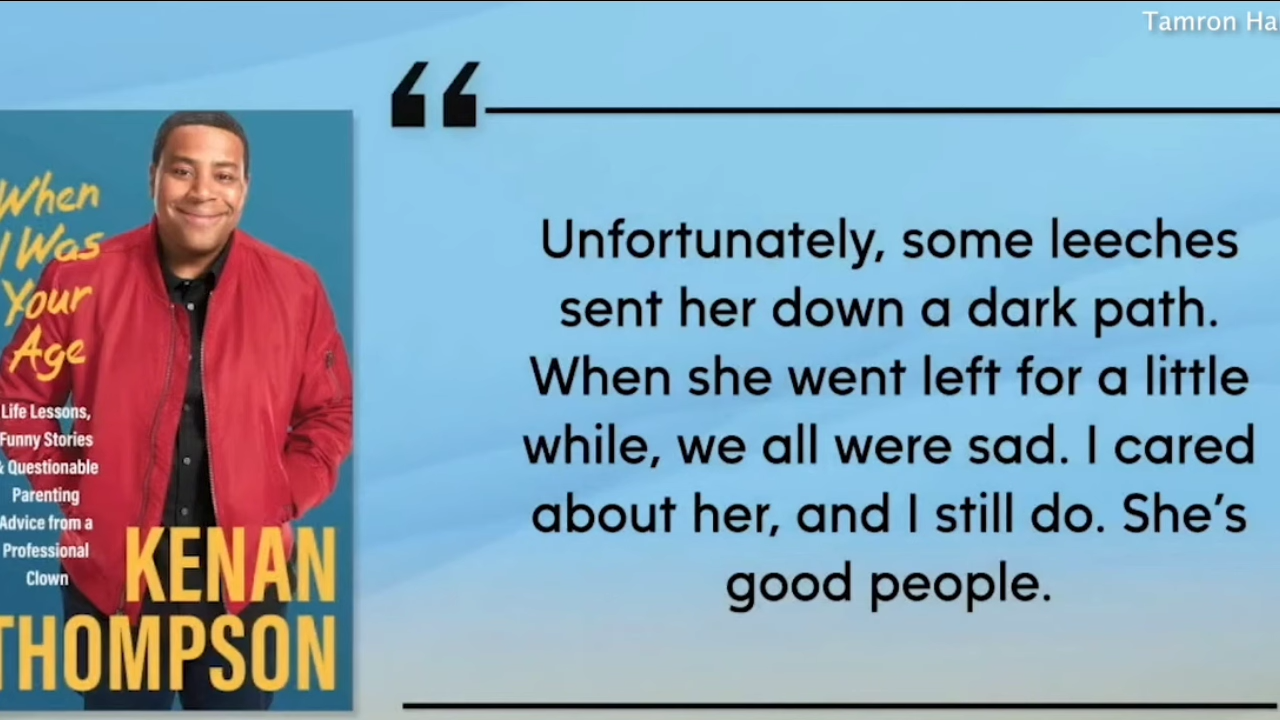 Tamron Ha
When
I Was
Your
Age
Life Lessons,
Funny Stories
& Questionable
Parenting
Advice from a
Professional
Clown
KENAN
THOMPSON
“
Unfortunately, some leeches
sent her down a dark path.
When she went left for a little
while, we all were sad. I cared
about her, and I still do. She’s
good people.